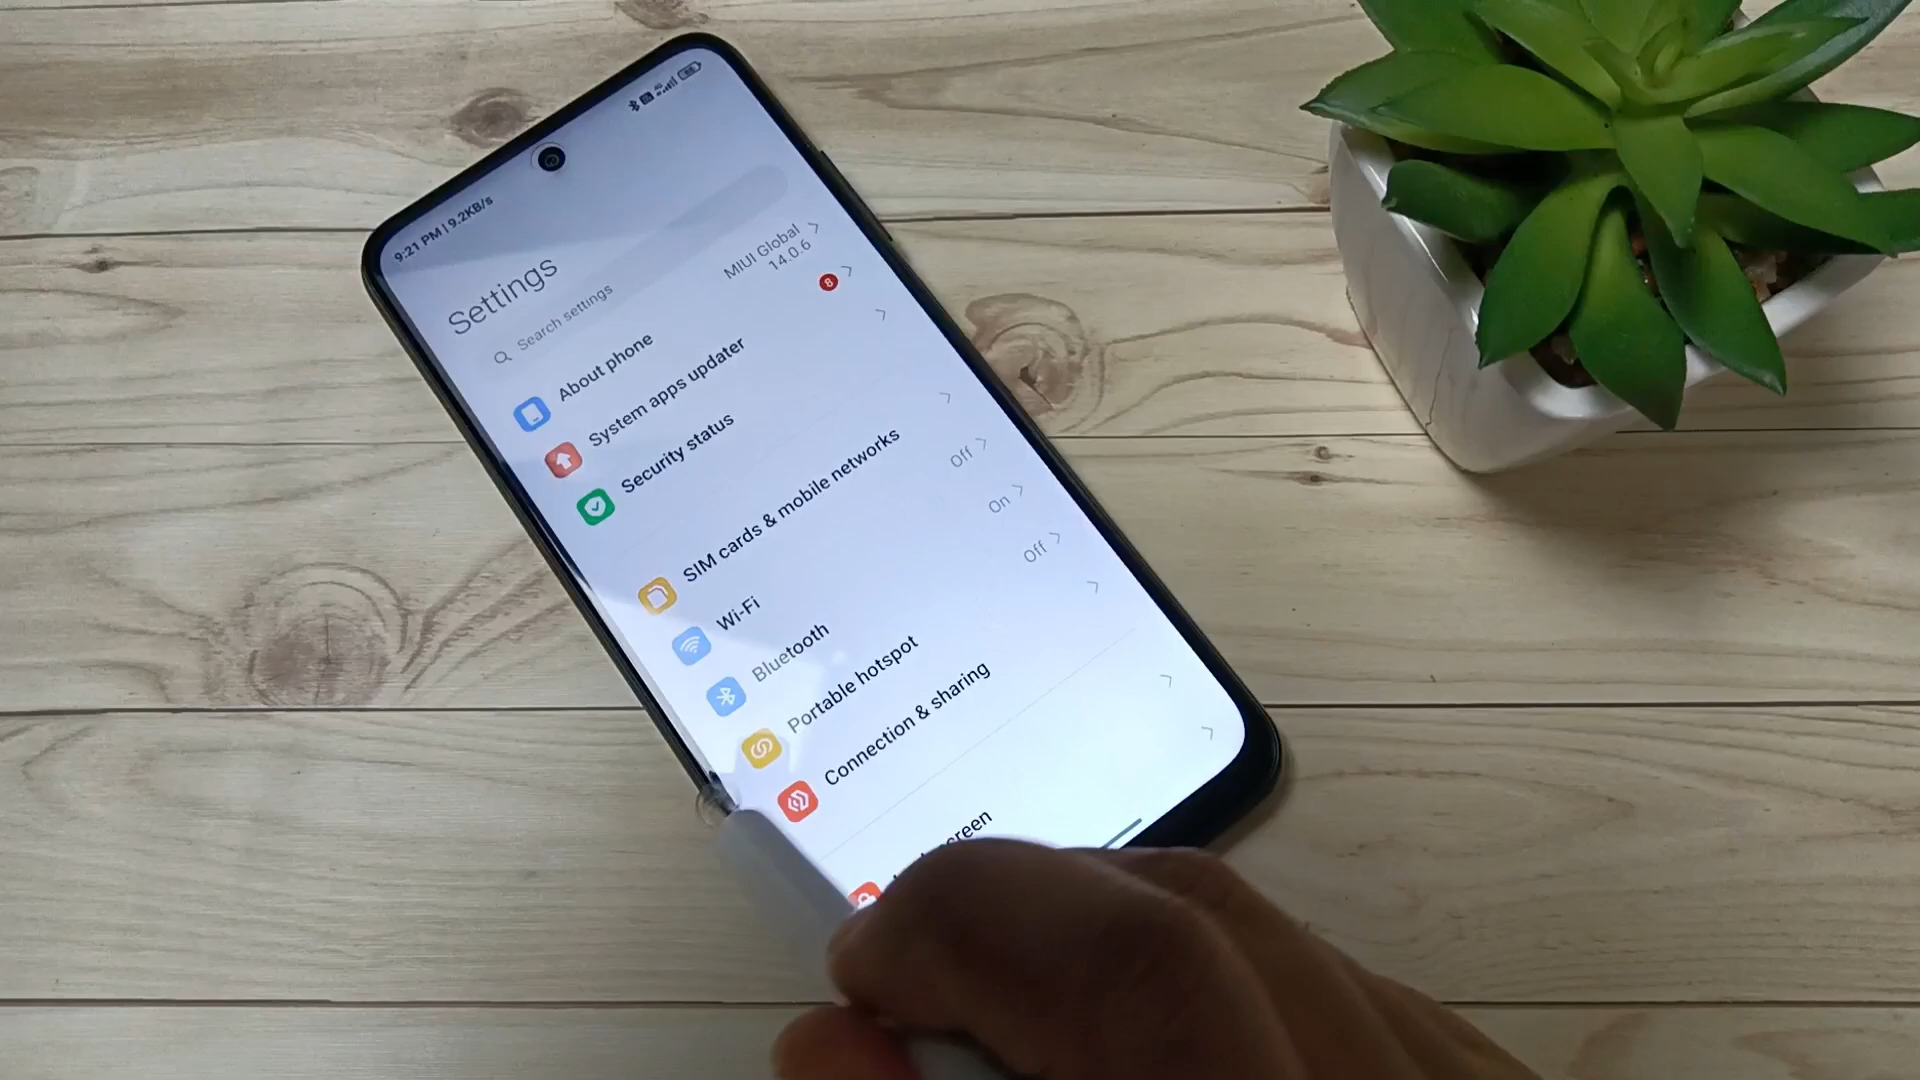 9:21 PM | 9.2KB/s
Settings
Search settings
About phone
MIUI Global
14.0.6
System apps updater
8
Security status
SIM cards & mobile networks
Wi-Fi
Off
Bluetooth
On
Portable hotspot
Off
Connection & sharing